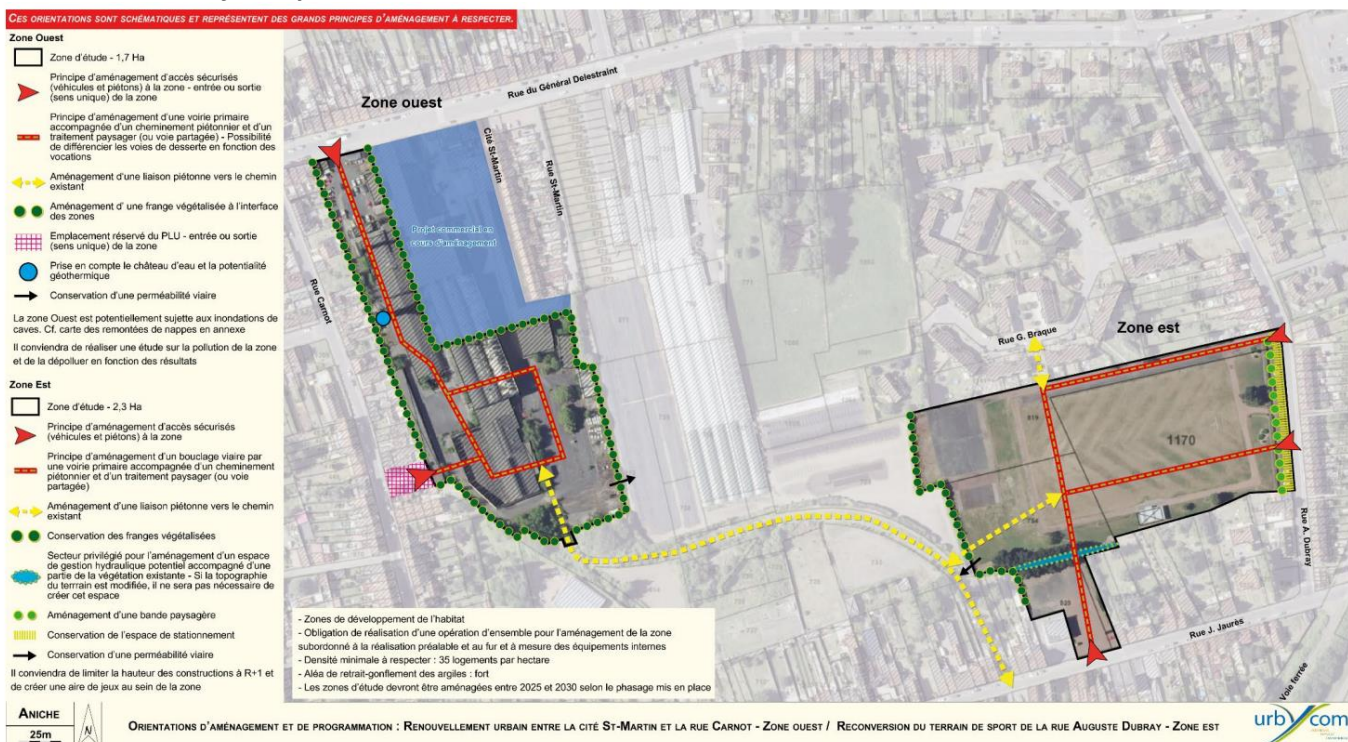 CES ORIENTATIONS SONT SCHÉMATIQUES ET REPRÉSENTENT DES GRANDS PRINCIPES D'AMÉNAGEMENT À RESPECTER.
Zone Ouest
Zone d'étude - 1,7 Ha
Principe d'aménagement d'accès sécurisés
(véhicules et piétons) à la zone - entrée ou sortie
(sens unique) de la zone
Principe d'aménagement d'une voirie primaire
accompagnée d'un cheminement piétonnier et d'un
traitement paysager (ou voie partagée) - Possibilité
de différencier les voies de desserte en fonction des
vocations
Aménagement d'une liaison piétonne vers le chemin
existant
Aménagement d' une frange végétalisée à l'interface
des zones
Emplacement réservé du PLU - entrée ou sortie
(sens unique) de la zone
Prise en compte le château d'eau et la potentialité
géothermique
Conservation d'une perméabilité viaire
La zone Ouest est potentiellement sujette aux inondations de
caves. Cf. carte des remontées de nappes en annexe
Il conviendra de réaliser une étude sur la pollution de la zone
et de la dépolluer en fonction des résultats
Zone Est
Zone d'étude - 2,3 Ha
Principe d'aménagement d'accès sécurisés
(véhicules et piétons) à la zone
Principe d'aménagement d'un bouclage viaire par
une voirie primaire accompagnée d'un cheminement
piétonnier et d'un traitement paysager (ou voie
partagée)
Aménagement d'une liaison piétonne vers le chemin
existant
Conservation des franges végétalisées
Secteur privilégié pour l'aménagement d'un espace
de gestion hydraulique potentiel accompagné d'une
partie de la végétation existante - Si la topographie
du terrain est modifiée, il ne sera pas nécessaire de
créer cet espace
Aménagement d'une bande paysagère
Conservation de l'espace de stationnement
Conservation d'une perméabilité viaire
Il conviendra de limiter la hauteur des constructions à R+1 et
de créer une aire de jeux au sein de la zone
Zone ouest
Rue du Général Delestraint
Cité St-Martin
Rue St-Martin
Projet commercial en
cours d'aménagement
Rue Carnot
Zone est
Rue G. Braque
1170
Rue A. Dubray
Rue J. Jaurès
Voie ferrée
- Zones de développement de l'habitat
- Obligation de réalisation d'une opération d'ensemble pour l'aménagement de la zone
subordonné à la réalisation préalable et au fur et à mesure des équipements internes
- Densité minimale à respecter : 35 logements par hectare
- Aléa de retrait-gonflement des argiles : fort
- Les zones d'étude devront être aménagées entre 2025 et 2030 selon le phasage mis en place
ANICHE
25m
N
ORIENTATIONS D'AMÉNAGEMENT ET DE PROGRAMMATION : RENOUVELLEMENT URBAIN ENTRE LA CITÉ ST-MARTIN ET LA RUE CARNOT - ZONE OUEST / RECONVERSION DU TERRAIN DE SPORT DE LA RUE AUGUSTE DUBRAY - ZONE EST
urbycom